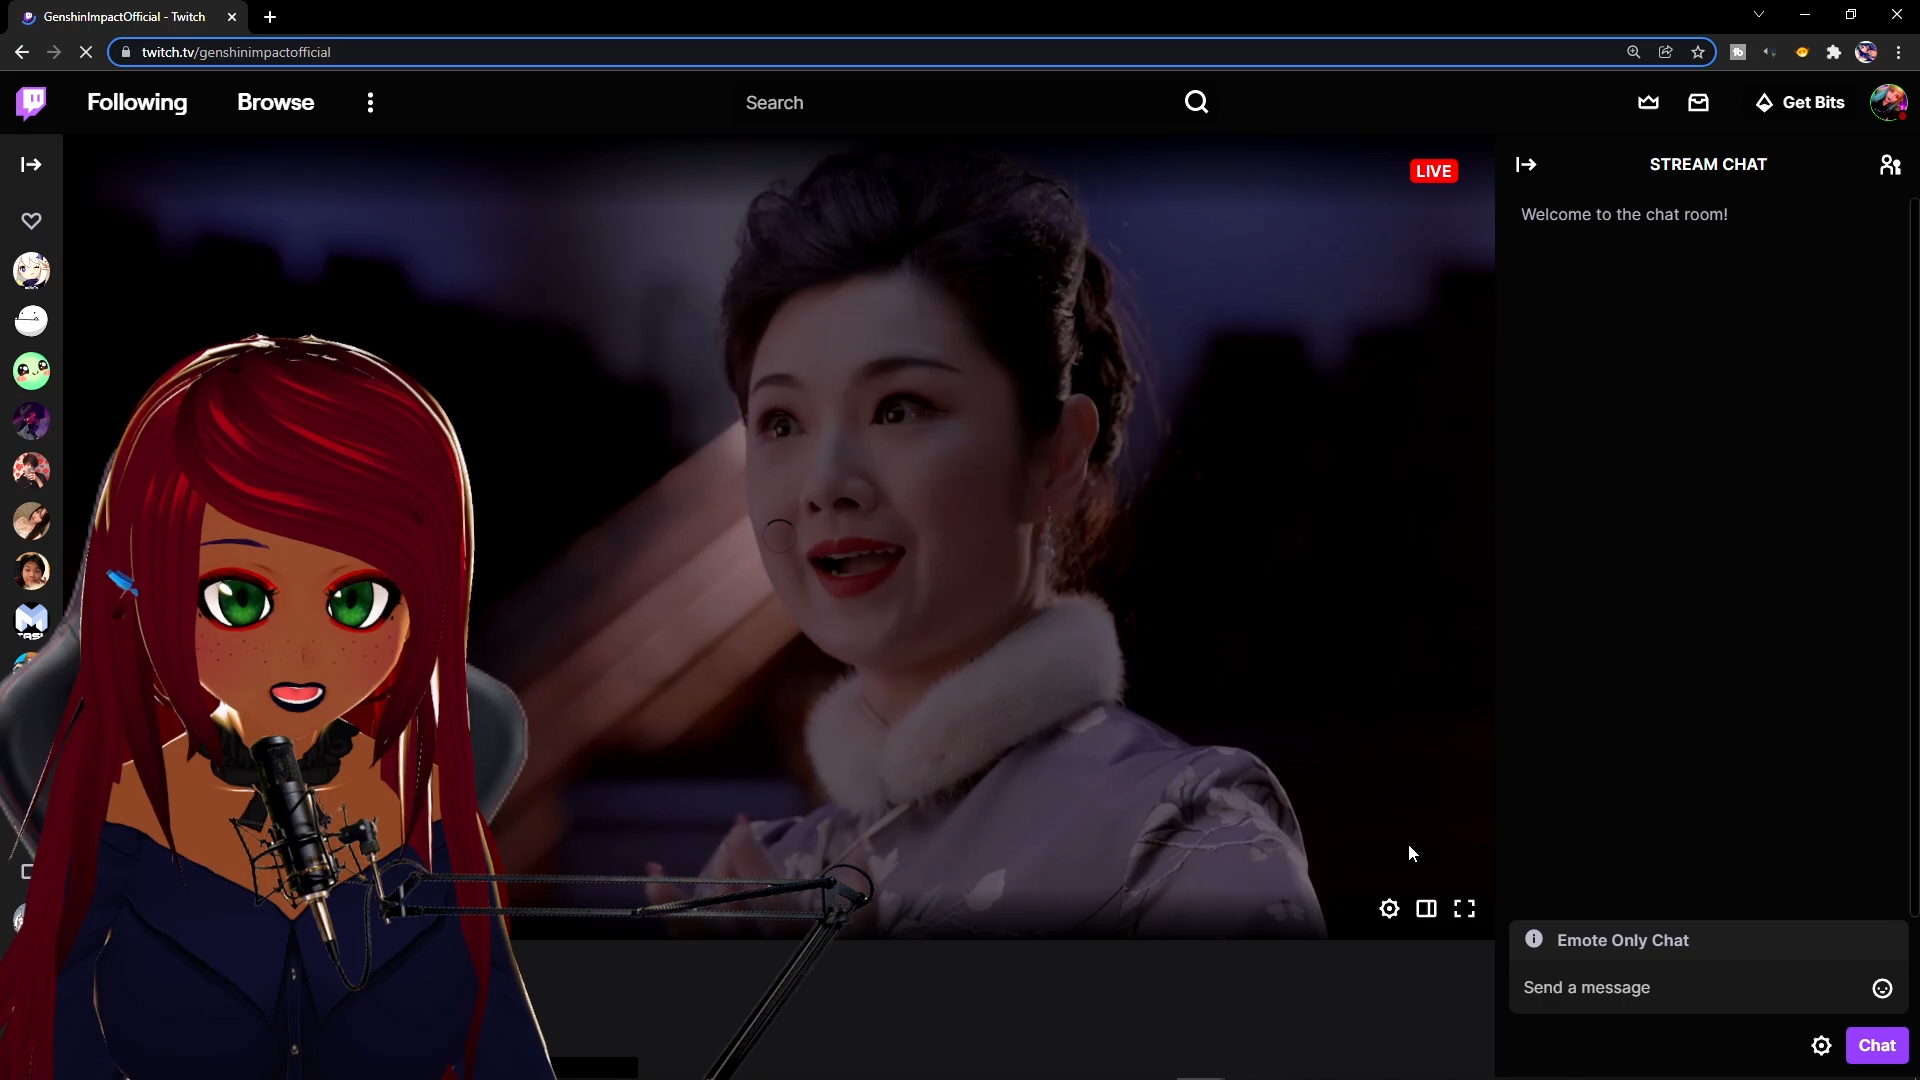 GenshinImpactOfficial - Twitch
twitch.tv/genshinimpactofficial
Following
Browse
Search
Get Bits
LIVE
STREAM CHAT
Welcome to the chat room!
TASK
Emote Only Chat
Send a message
Chat